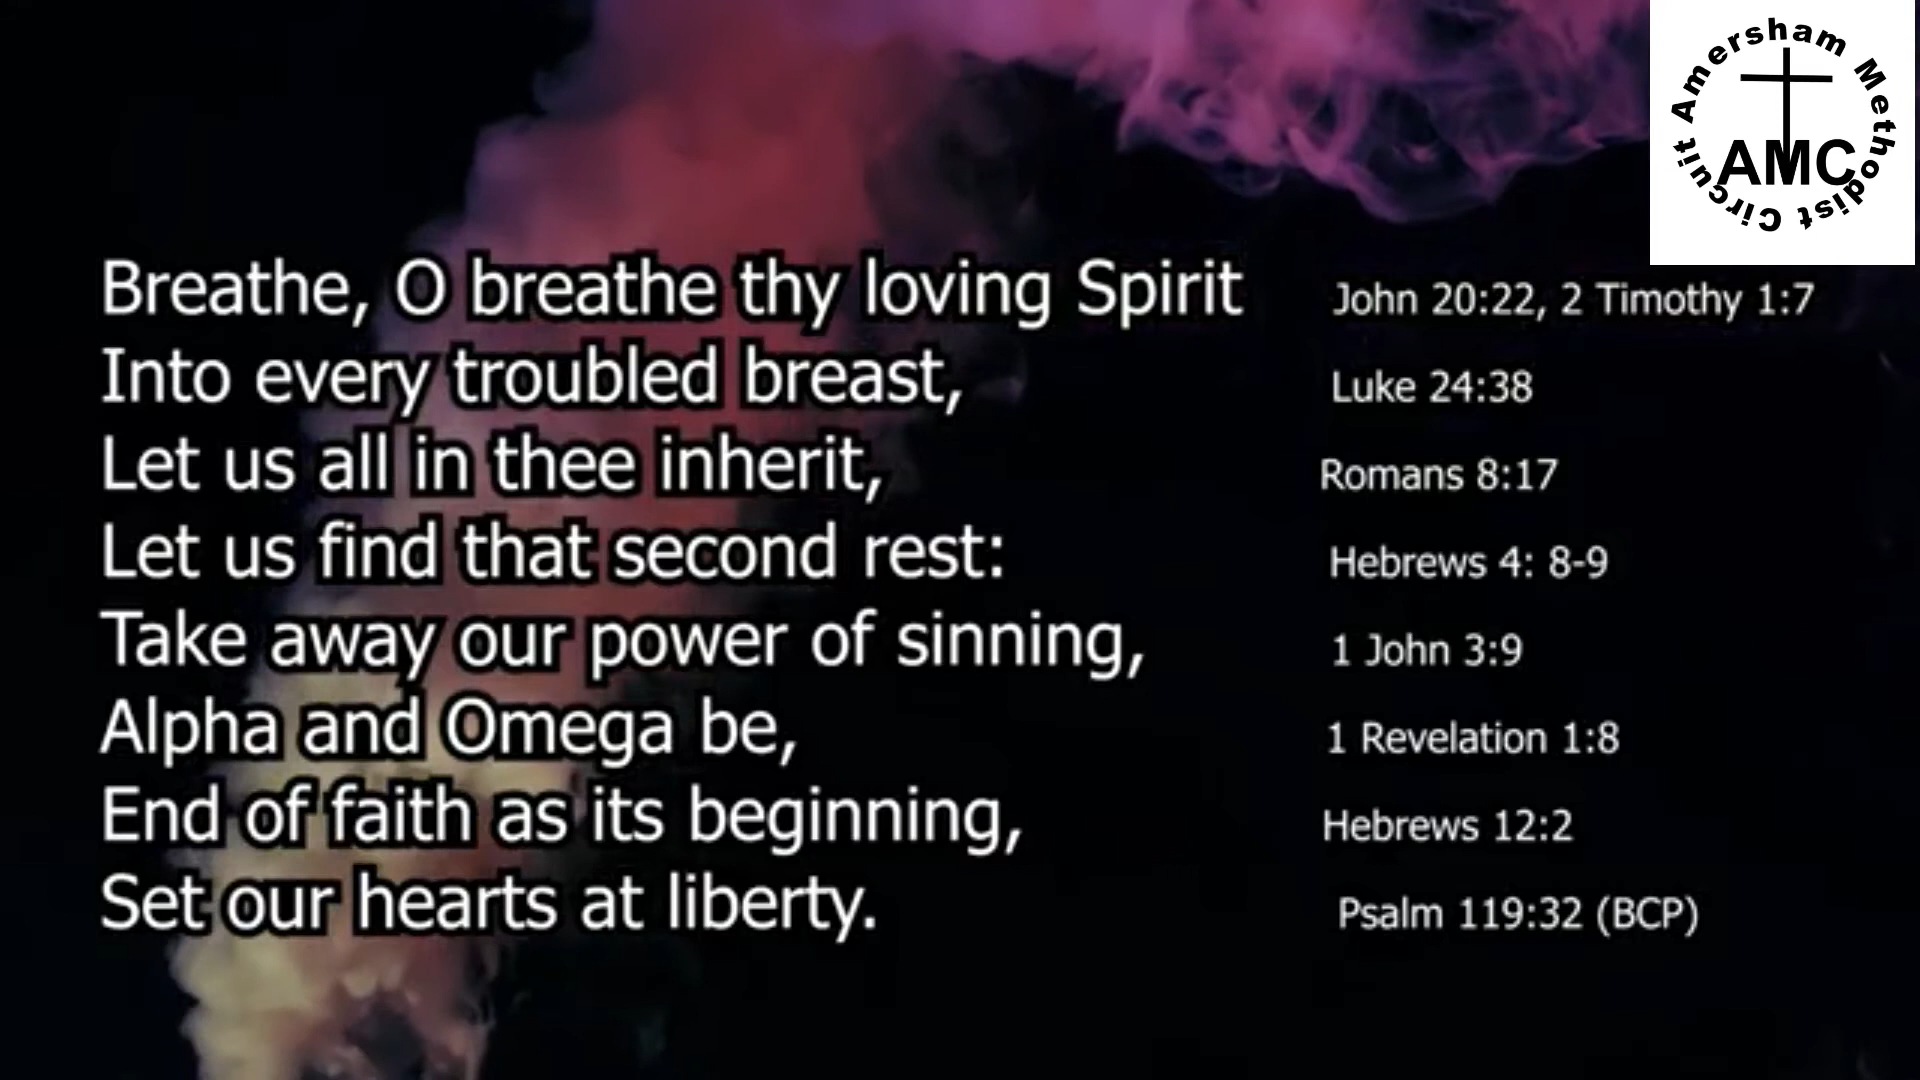 Amersham Methodist Circuit
AMC
Breathe, O breathe thy loving Spirit John 20:22, 2 Timothy 1:7
Into every troubled breast, Luke 24:38
Let us all in thee inherit, Romans 8:17
Let us find that second rest: Hebrews 4: 8-9
Take away our power of sinning, 1 John 3:9
Alpha and Omega be, 1 Revelation 1:8
End of faith as its beginning, Hebrews 12:2
Set our hearts at liberty. Psalm 119:32 (BCP)